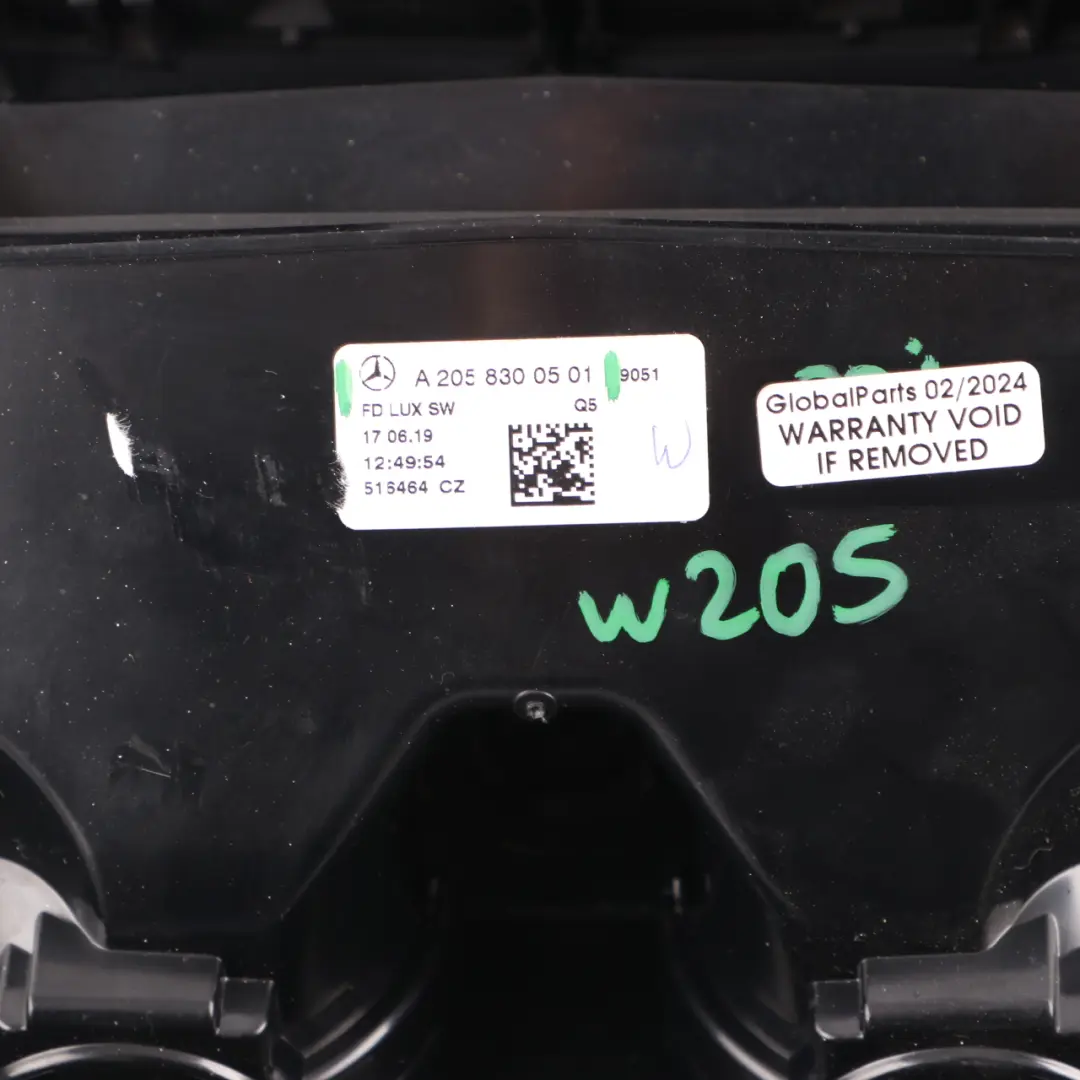 A 205 830 05 01 9051
FD LUX SW Q5
17 06.19
12:49:54
516464 CZ
W
GlobalParts 02/2024
WARRANTY VOID
IF REMOVED
W205